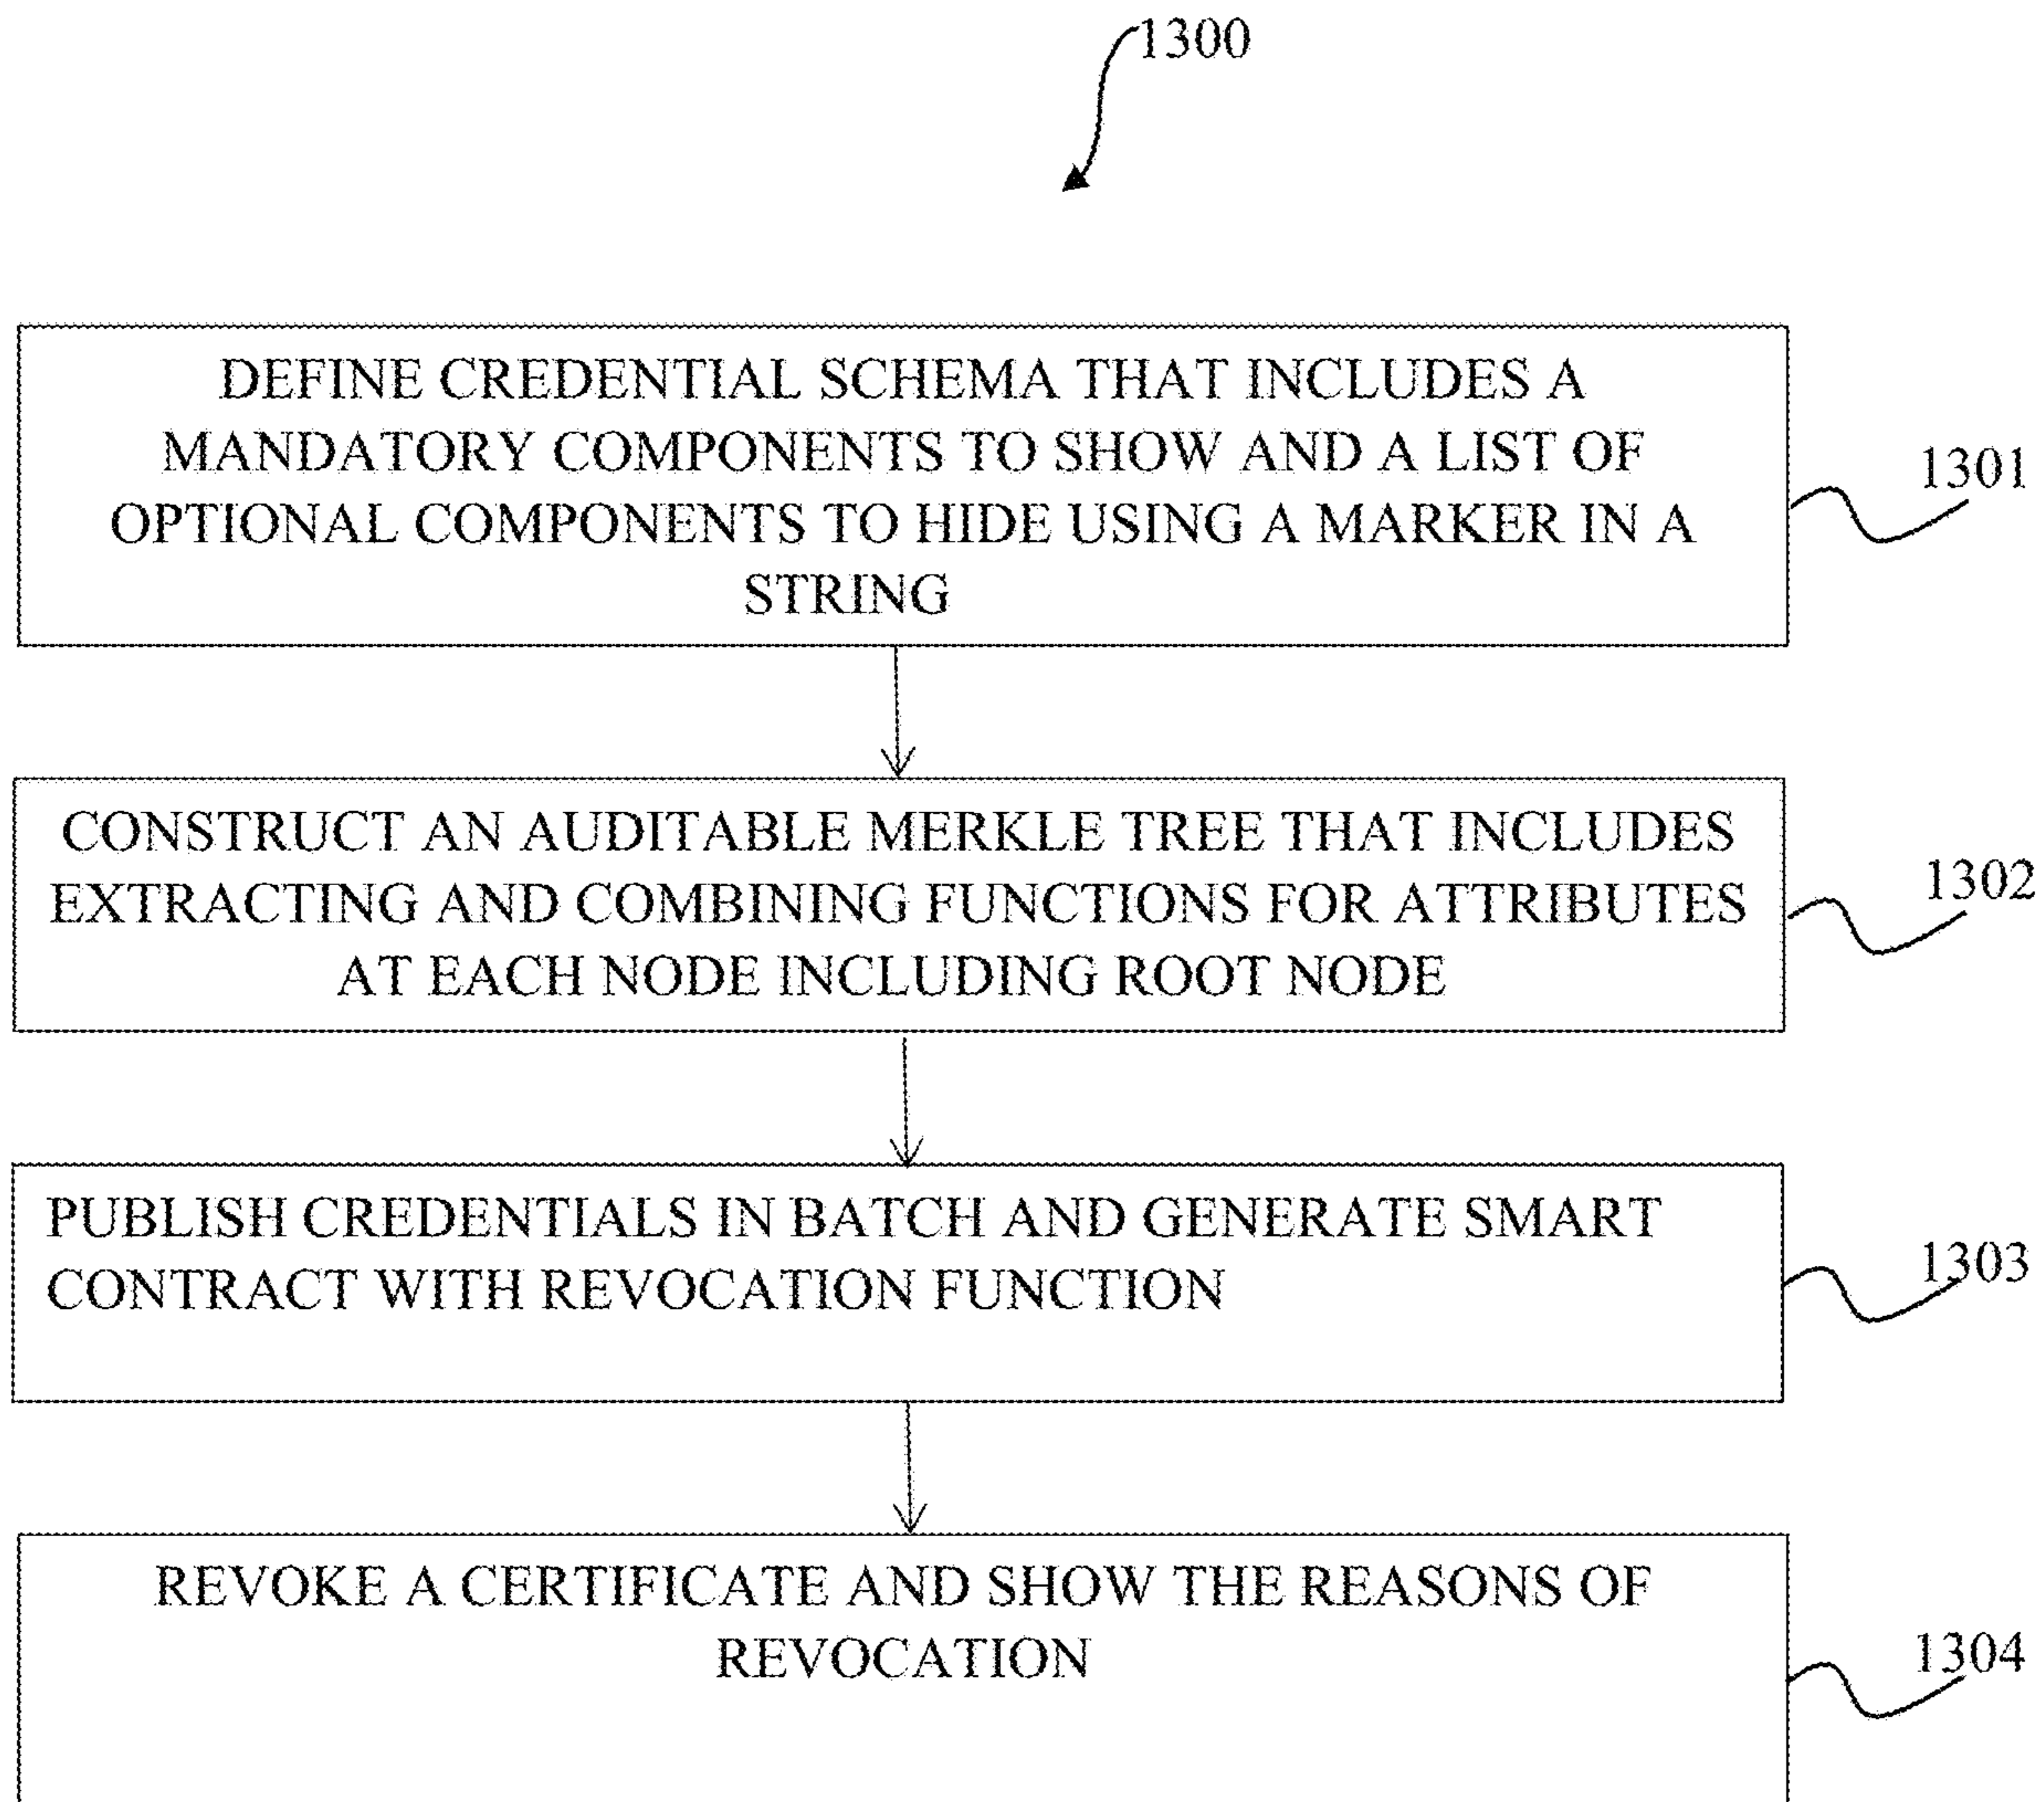 1300
DEFINE CREDENTIAL SCHEMA THAT INCLUDES A
MANDATORY COMPONENTS TO SHOW AND A LIST OF
OPTIONAL COMPONENTS TO HIDE USING A MARKER IN A
STRING
1301
CONSTRUCT AN AUDITABLE MERKLE TREE THAT INCLUDES
EXTRACTING AND COMBINING FUNCTIONS FOR ATTRIBUTES
AT EACH NODE INCLUDING ROOT NODE
1302
PUBLISH CREDENTIALS IN BATCH AND GENERATE SMART
CONTRACT WITH REVOCATION FUNCTION
1303
REVOKE A CERTIFICATE AND SHOW THE REASONS OF
REVOCATION
1304